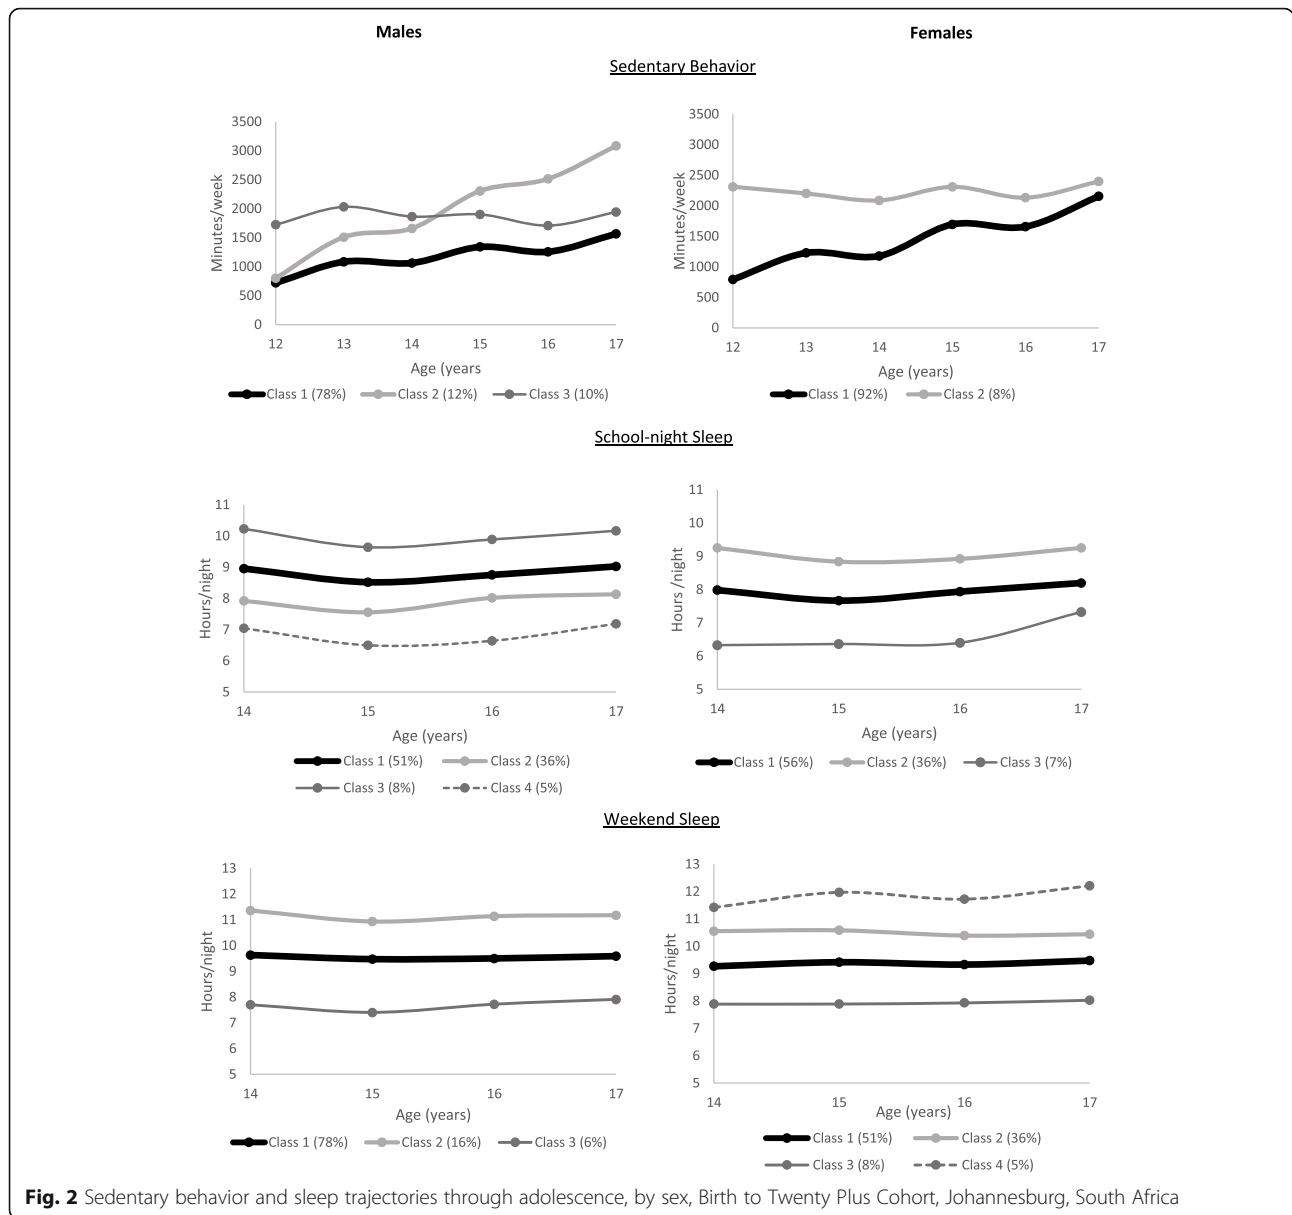 Males Females
Sedentary Behavior
3500
3000
2500
2000
1500
1000
500
0
Minutes/week
12 13 14 15 16 17
Age (years
Class 1 (78%) Class 2 (12%) Class 3 (10%)
3500
3000
2500
2000
1500
1000
500
0
Minutes/week
12 13 14 15 16 17
Age (years)
Class 1 (92%) Class 2 (8%)
School-night Sleep
11
10
9
8
7
6
5
Hours/night
14 15 16 17
Age (years)
Class 1 (51%) Class 2 (36%)
Class 3 (8%) Class 4 (5%)
11
10
9
8
7
6
5
Hours /night
14 15 16 17
Age (years)
Class 1 (56%) Class 2 (36%) Class 3 (7%)
Weekend Sleep
13
12
11
10
9
8
7
6
5
Hours/night
14 15 16 17
Age (years)
Class 1 (78%) Class 2 (16%) Class 3 (6%)
13
12
11
10
9
8
7
6
5
Hours/night
14 15 16 17
Age (years)
Class 1 (51%) Class 2 (36%)
Class 3 (8%) Class 4 (5%)
Fig. 2 Sedentary behavior and sleep trajectories through adolescence, by sex, Birth to Twenty Plus Cohort, Johannesburg, South Africa